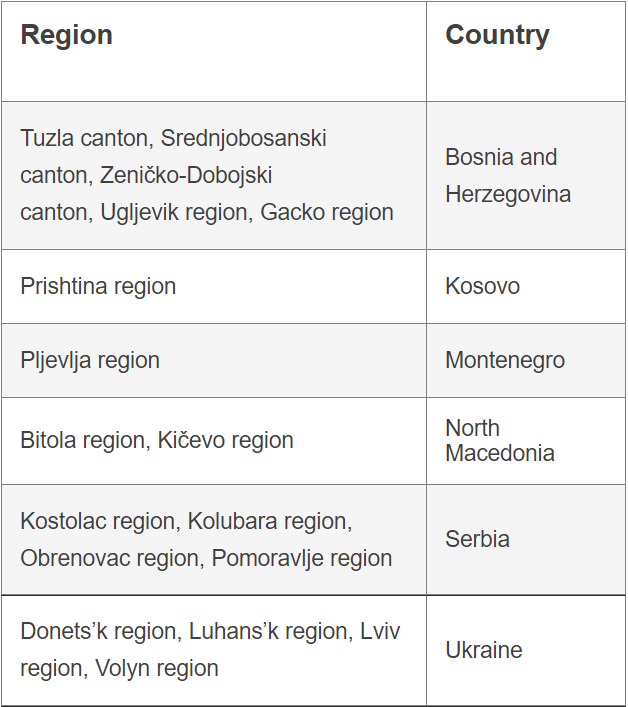 Region
Country
Tuzla canton, Srednjobosanski
canton, Zeničko-Dobojski
canton, Ugljevik region, Gacko region
Bosnia and
Herzegovina
Prishtina region
Kosovo
Pljevlja region
Montenegro
Bitola region, Kičevo region
North
Macedonia
Kostolac region, Kolubara region,
Obrenovac region, Pomoravlje region
Serbia
Donets’k region, Luhans’k region, Lviv
region, Volyn region
Ukraine